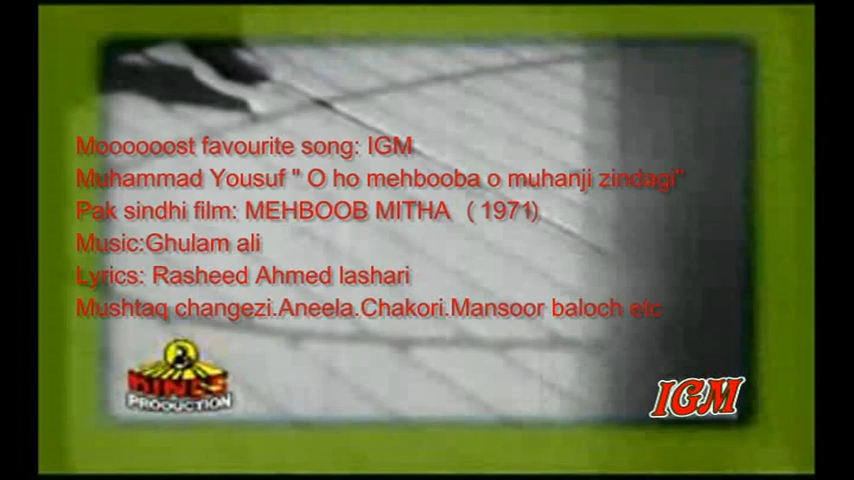 Moooooost favourite song: IGM
Muhammad Yousuf " O ho mehbooba o muhanji zindagi"
Pak sindhi film: MEHBOOB MITHA ( 1971)
Music:Ghulam ali
Lyrics: Rasheed Ahmed lashari
Mushtaq changezi.Aneela.Chakori.Mansoor baloch etc
PRODUCTION
IGM